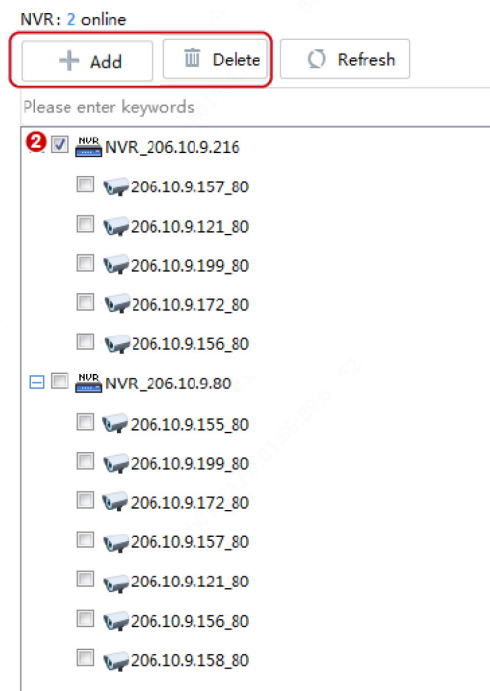 NVR: 2 online
Add Delete Refresh
Please enter keywords
2 NVR NVR_206.10.9.216
206.10.9.157_80
206.10.9.121_80
206.10.9.199_80
206.10.9.172_80
206.10.9.156_80
NVR NVR_206.10.9.80
206.10.9.155_80
206.10.9.199_80
206.10.9.172_80
206.10.9.157_80
206.10.9.121_80
206.10.9.156_80
206.10.9.158_80